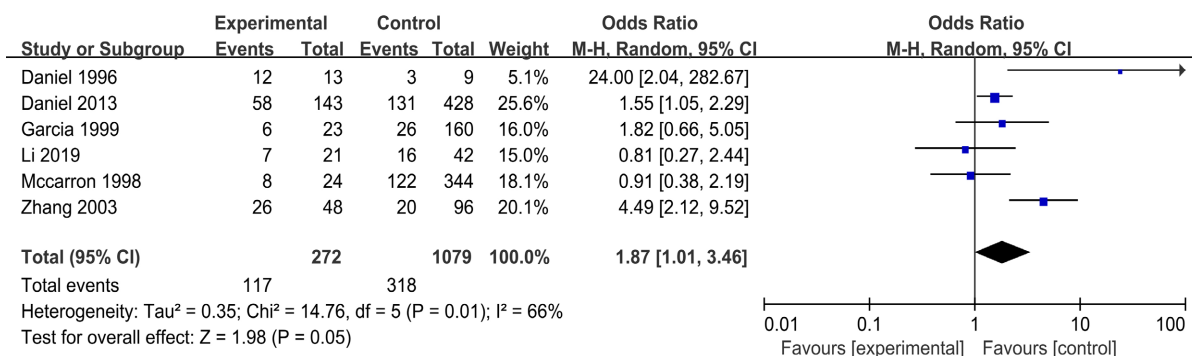 Experimental Control Odds Ratio Odds Ratio
Study or Subgroup Events Total Events Total Weight M-H, Random, 95% CI M-H, Random, 95% CI
Daniel 1996 12 13 3 9 5.1% 24.00 [2.04, 282.67]
Daniel 2013 58 143 131 428 25.6% 1.55 [1.05, 2.29]
Garcia 1999 6 23 26 160 16.0% 1.82 [0.66, 5.05]
Li 2019 7 21 16 42 15.0% 0.81 [0.27, 2.44]
Mccarron 1998 8 24 122 344 18.1% 0.91 [0.38, 2.19]
Zhang 2003 26 48 20 96 20.1% 4.49 [2.12, 9.52]
Total (95% CI) 272 1079 100.0% 1.87 [1.01, 3.46]
Total events 117 318
Heterogeneity: Tau² = 0.35; Chi² = 14.76, df = 5 (P = 0.01); I² = 66%
Test for overall effect: Z = 1.98 (P = 0.05)
0.01 0.1 1 10 100
Favours [experimental] Favours [control]